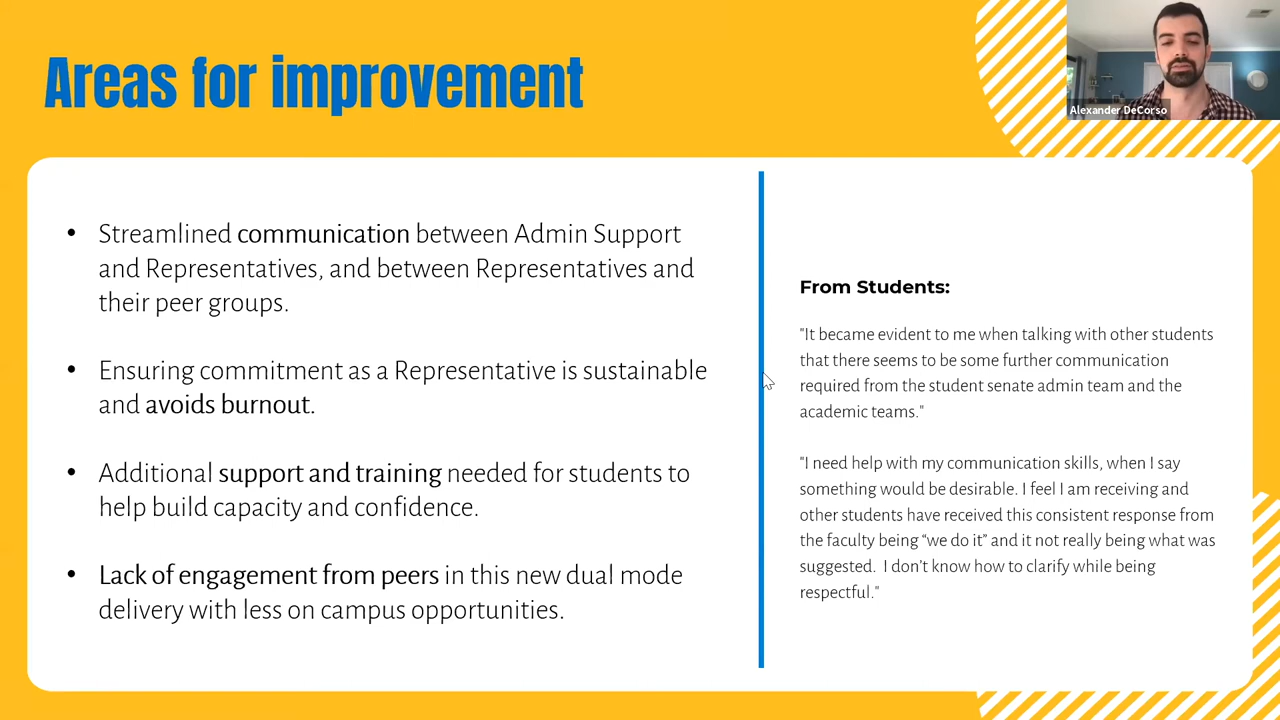 Areas for improvement
Alexander DeCorso
• Streamlined communication between Admin Support
and Representatives, and between Representatives and
their peer groups.
• Ensuring commitment as a Representative is sustainable
and avoids burnout.
• Additional support and training needed for students to
help build capacity and confidence.
• Lack of engagement from peers in this new dual mode
delivery with less on campus opportunities.
From Students:
"It became evident to me when talking with other students
that there seems to be some further communication
required from the student senate admin team and the
academic teams."
"I need help with my communication skills, when I say
something would be desirable. I feel I am receiving and
other students have received this consistent response from
the faculty being “we do it” and it not really being what was
suggested. I don’t know how to clarify while being
respectful."